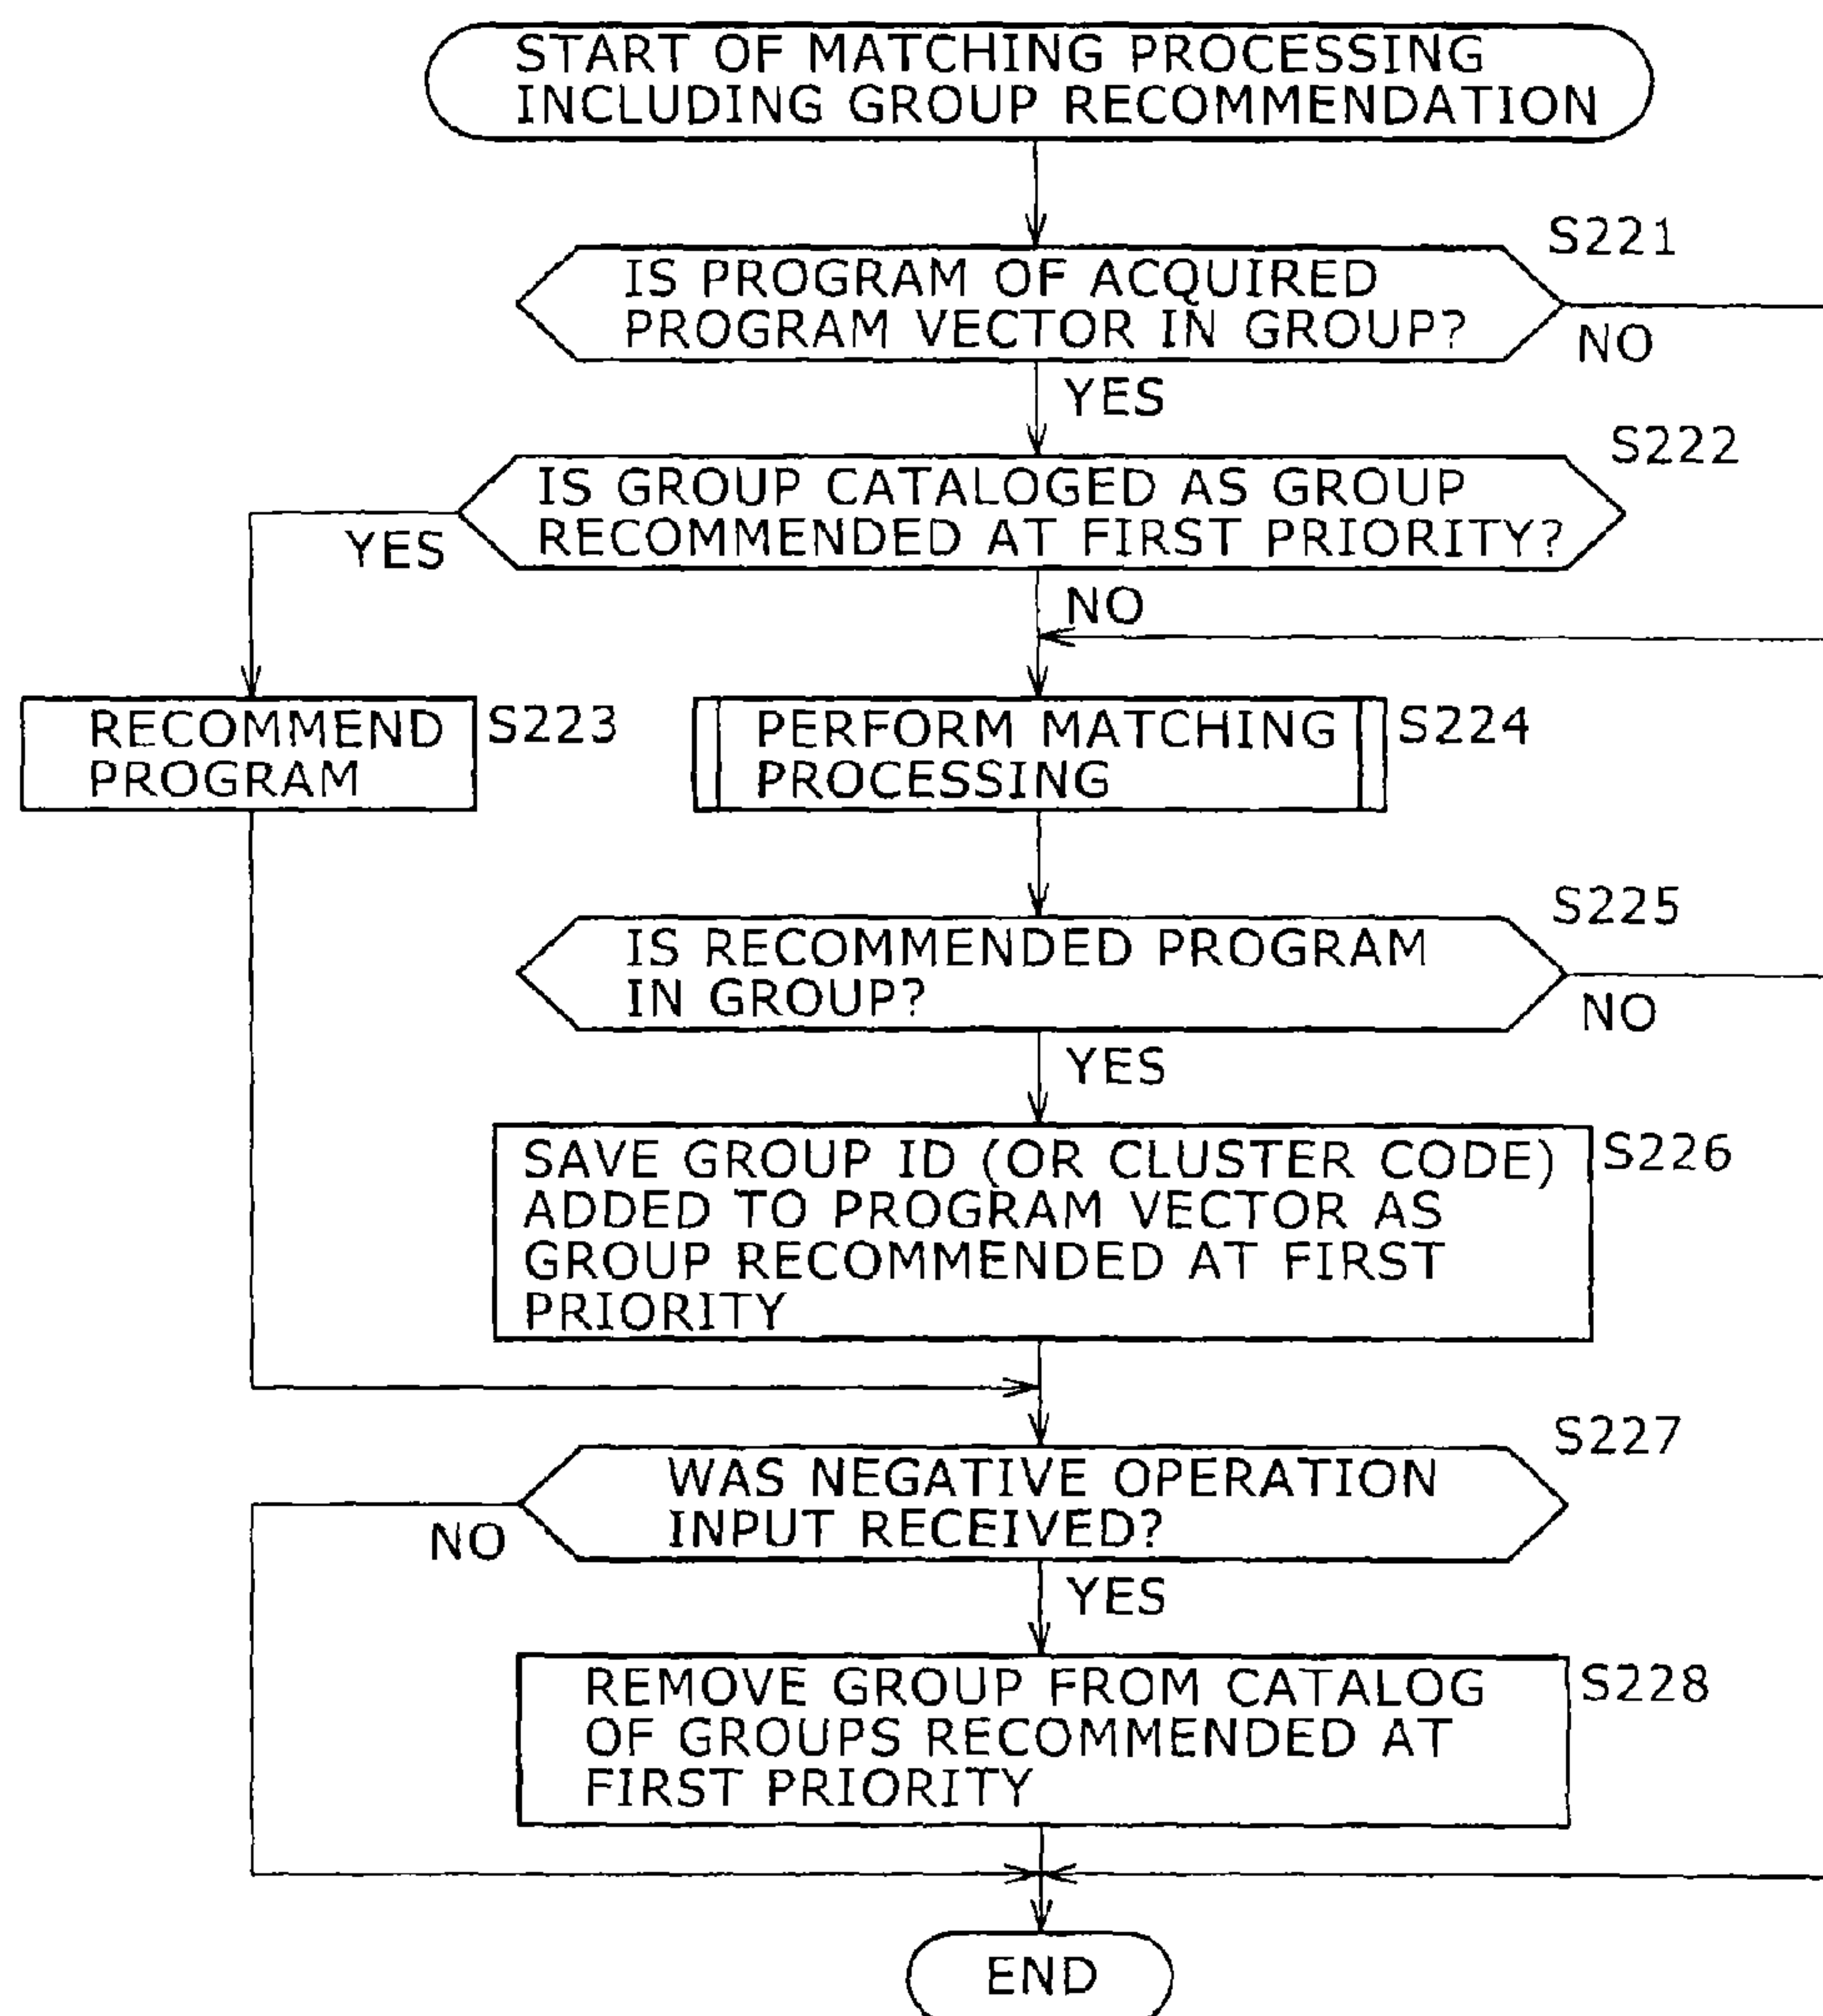 START OF MATCHING PROCESSING
INCLUDING GROUP RECOMMENDATION
S221
IS PROGRAM OF ACQUIRED
PROGRAM VECTOR IN GROUP?
NO
YES
S222
IS GROUP CATALOGED AS GROUP
RECOMMENDED AT FIRST PRIORITY?
YES
NO
RECOMMEND
PROGRAM
S223
PERFORM MATCHING
PROCESSING
S224
S225
IS RECOMMENDED PROGRAM
IN GROUP?
NO
YES
SAVE GROUP ID (OR CLUSTER CODE)
ADDED TO PROGRAM VECTOR AS
GROUP RECOMMENDED AT FIRST
PRIORITY
S226
S227
WAS NEGATIVE OPERATION
INPUT RECEIVED?
NO
YES
REMOVE GROUP FROM CATALOG
OF GROUPS RECOMMENDED AT
FIRST PRIORITY
S228
END